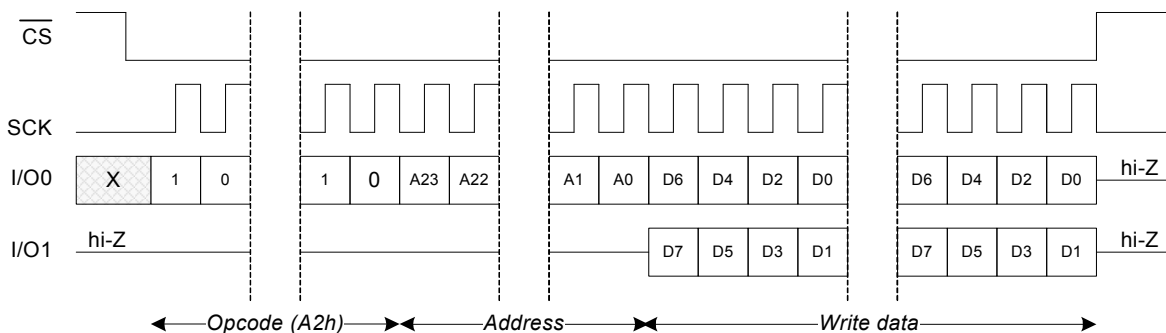 CS
SCK
I/O0 X 1 0 1 0 A23 A22 A1 A0 D6 D4 D2 D0 D6 D4 D2 D0 hi-Z
I/O1 hi-Z D7 D5 D3 D1 D7 D5 D3 D1 hi-Z
Opcode (A2h) Address Write data